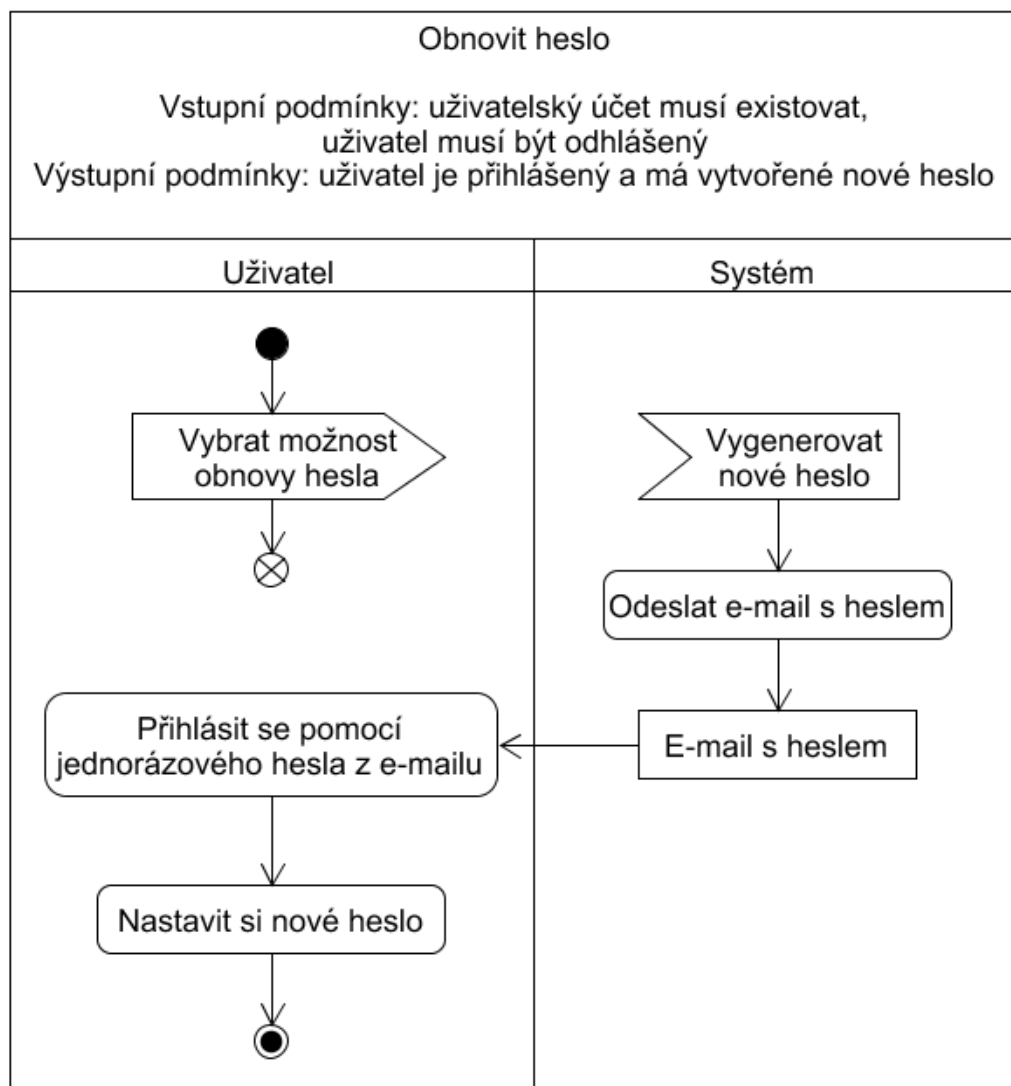 Obnovit heslo
Vstupní podmínky: uživatelský účet musí existovat,
uživatel musí být odhlášený
Výstupní podmínky: uživatel je přihlášený a má vytvořené nové heslo
Uživatel
Systém
Vybrat možnost
obnovy hesla
Vygenerovat
nové heslo
Odeslat e-mail s heslem
E-mail s heslem
Přihlásit se pomocí
jednorázového hesla z e-mailu
Nastavit si nové heslo